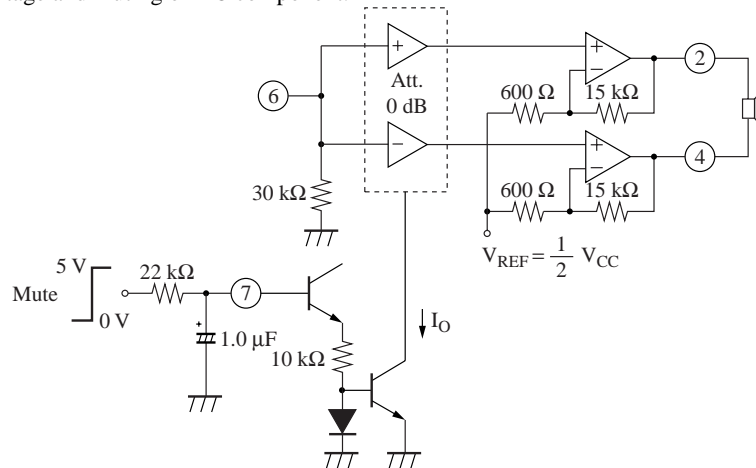 Att.
0 dB
6
30 kΩ
600 Ω
15 kΩ
2
600 Ω
15 kΩ
4
V_REF = 1/2 V_CC
5 V
Mute
0 V
22 kΩ
7
1.0 μF
10 kΩ
I_O